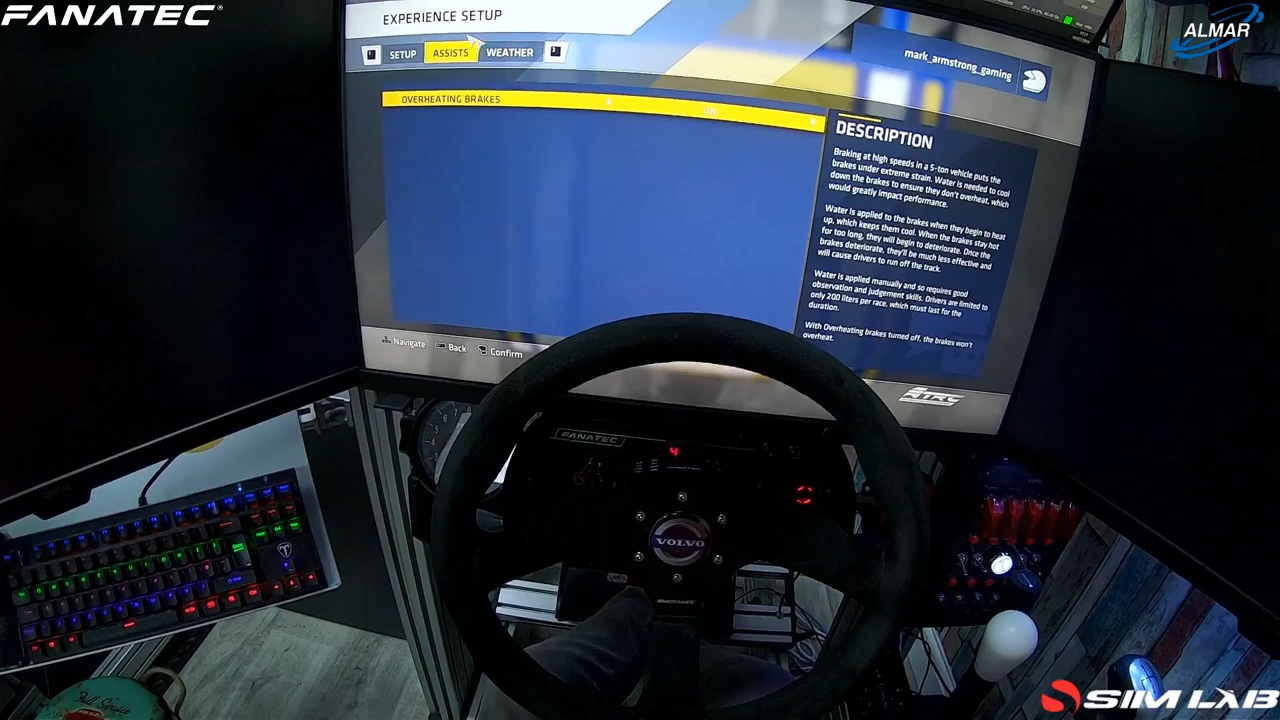 FANATEC
ALMAR
EXPERIENCE SETUP
SETUP
ASSISTS
WEATHER
mark_armstrong_gaming
OVERHEATING BRAKES
DESCRIPTION
Braking at high speeds in a 5-ton vehicle puts the
brakes under extreme strain. Water is needed to cool
down the brakes to ensure they don't overheat, which
would greatly impact performance.
Water is applied to the brakes when they begin to heat
up, which keeps them cool. When the brakes stay hot
for too long, they will begin to deteriorate. Once the
brakes deteriorate, they'll be much less effective and
will cause drivers to run off the track.
Water is applied manually and so requires good
observation and judgement skills. Drivers are limited to
only 200 liters per race, which must last for the
duration.
With Overheating brakes turned off, the brakes won't
overheat.
Navigate
Back
Confirm
FANATEC
4
VOLVO
SIM LAB